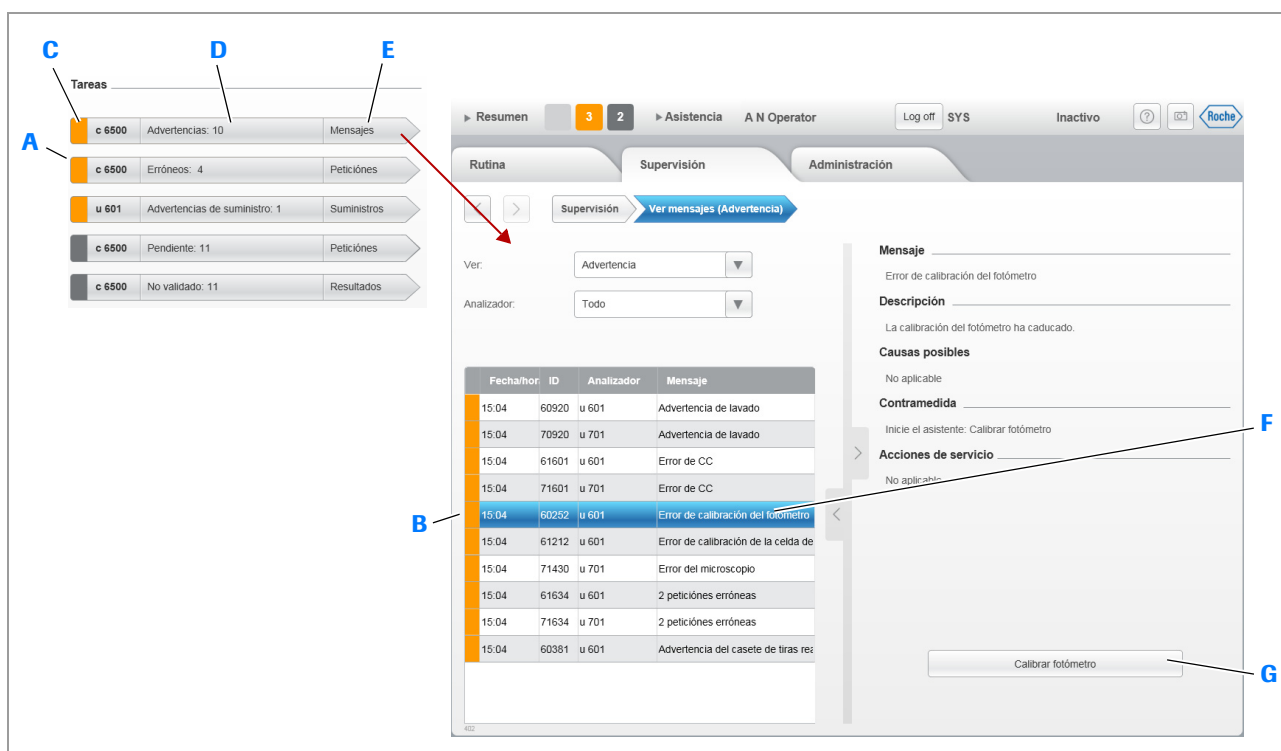 C D E
Tareas
A
c 6500 Advertencias: 10 Mensajes
c 6500 Erróneos: 4 Peticiónes
u 601 Advertencias de suministro: 1 Suministros
c 6500 Pendiente: 11 Peticiónes
c 6500 No validado: 11 Resultados
Resumen 3 2 Asistencia A N Operator Log off SYS Inactivo ? Roche
Rutina Supervisión Administración
Supervisión Ver mensajes (Advertencia)
Ver: Advertencia
Analizador: Todo
Fecha/hor ID Analizador Mensaje
15:04 60920 u 601 Advertencia de lavado
15:04 70920 u 701 Advertencia de lavado
15:04 61601 u 601 Error de CC
15:04 71601 u 701 Error de CC
B
15:04 60252 u 601 Error de calibración del fotómetro
15:04 61212 u 601 Error de calibración de la celda de
15:04 71430 u 701 Error del microscopio
15:04 61634 u 601 2 peticiónes erróneas
15:04 71634 u 701 2 peticiónes erróneas
15:04 60381 u 601 Advertencia del casete de tiras rea
402
Mensaje
Error de calibración del fotómetro
Descripción
La calibración del fotómetro ha caducado.
Causas posibles
No aplicable
Contramedida
Inicie el asistente: Calibrar fotómetro
Acciones de servicio
No aplicable
F
Calibrar fotómetro
G